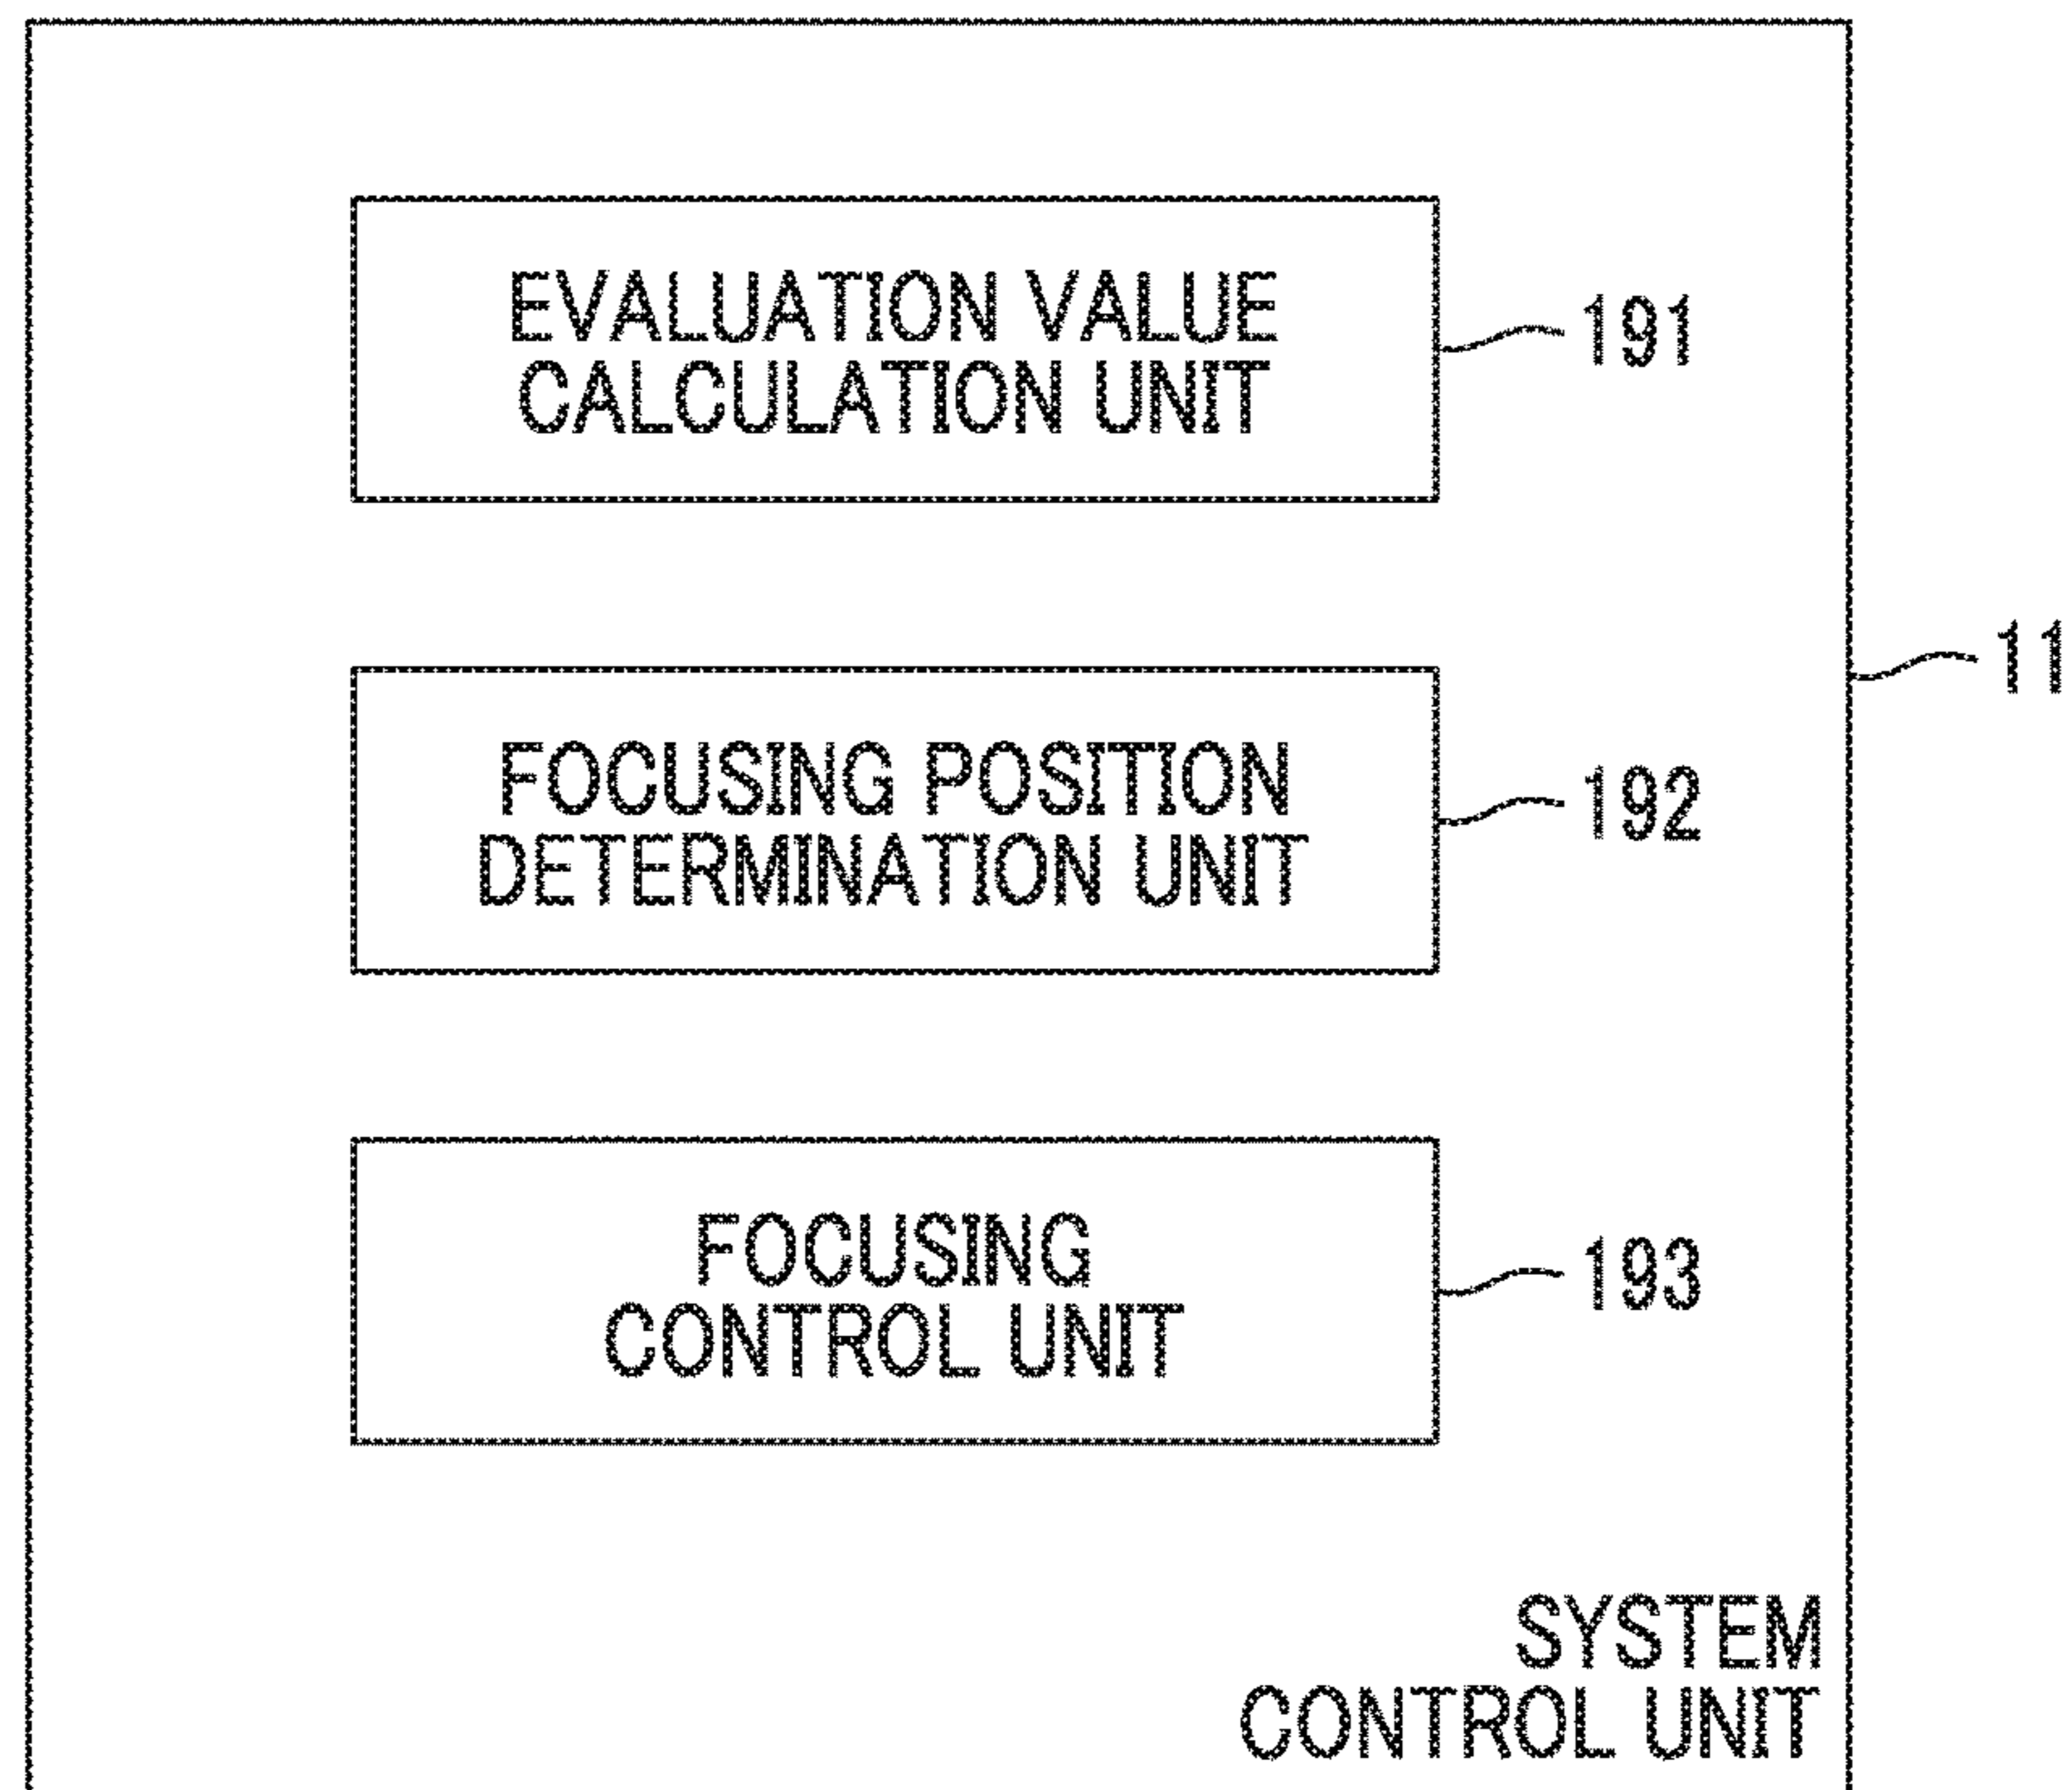 EVALUATION VALUE
CALCULATION UNIT
191
FOCUSING POSITION
DETERMINATION UNIT
192
11
FOCUSING
CONTROL UNIT
193
SYSTEM
CONTROL UNIT